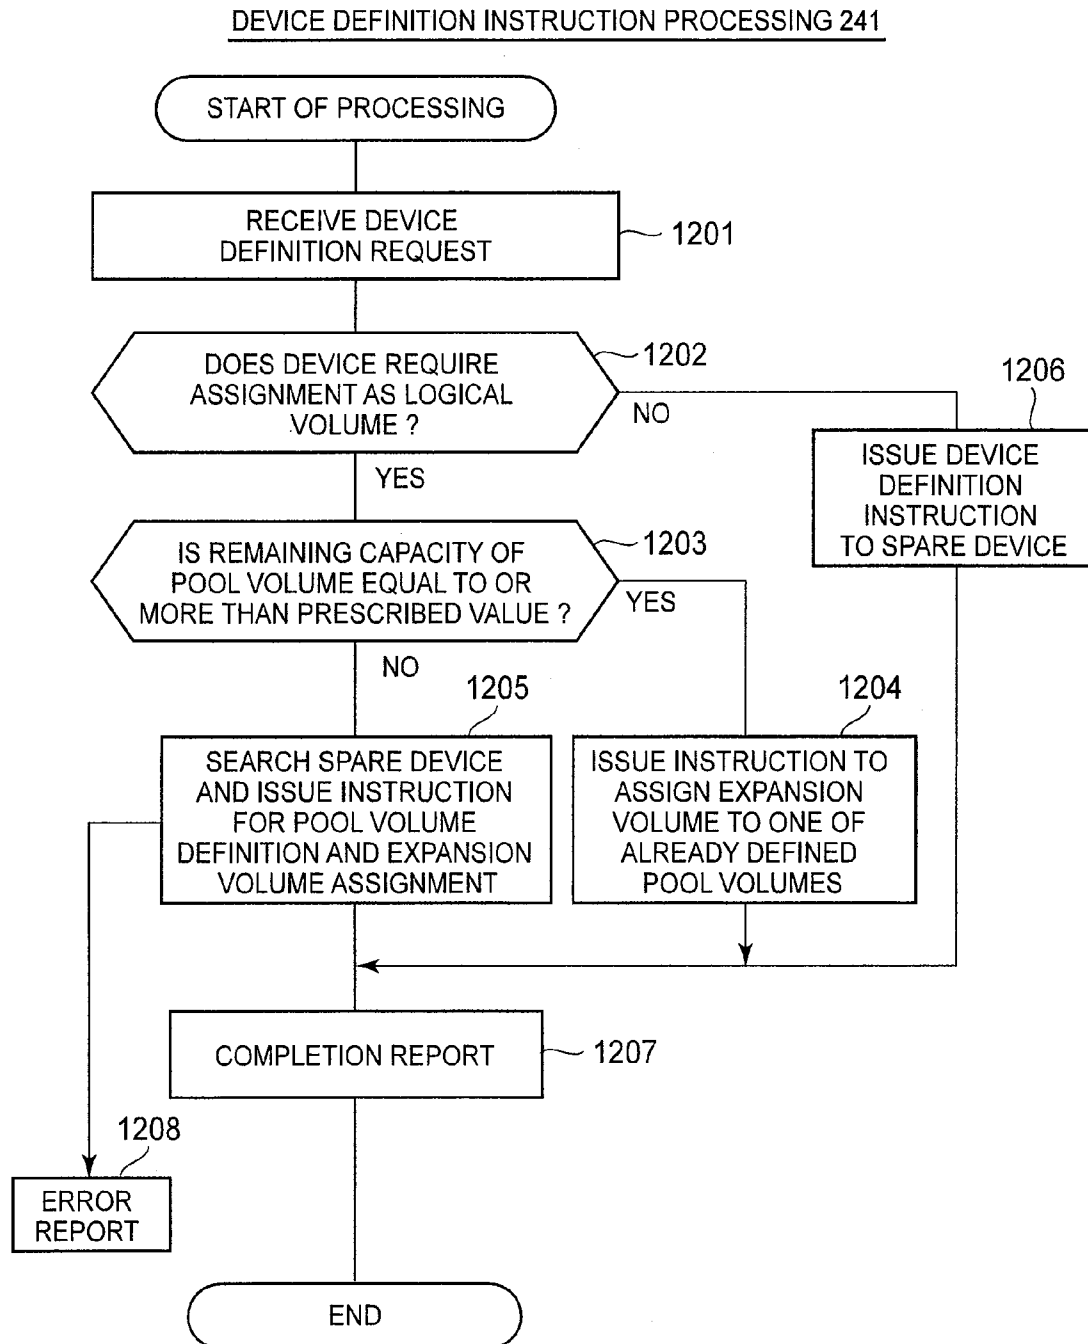 DEVICE DEFINITION INSTRUCTION PROCESSING 241
START OF PROCESSING
RECEIVE DEVICE
DEFINITION REQUEST
1201
DOES DEVICE REQUIRE
ASSIGNMENT AS LOGICAL
VOLUME ?
1202
NO
YES
1206
ISSUE DEVICE
DEFINITION
INSTRUCTION
TO SPARE DEVICE
IS REMAINING CAPACITY OF
POOL VOLUME EQUAL TO OR
MORE THAN PRESCRIBED VALUE ?
1203
YES
NO
1205
SEARCH SPARE DEVICE
AND ISSUE INSTRUCTION
FOR POOL VOLUME
DEFINITION AND EXPANSION
VOLUME ASSIGNMENT
1204
ISSUE INSTRUCTION TO
ASSIGN EXPANSION
VOLUME TO ONE OF
ALREADY DEFINED
POOL VOLUMES
COMPLETION REPORT
1207
1208
ERROR
REPORT
END